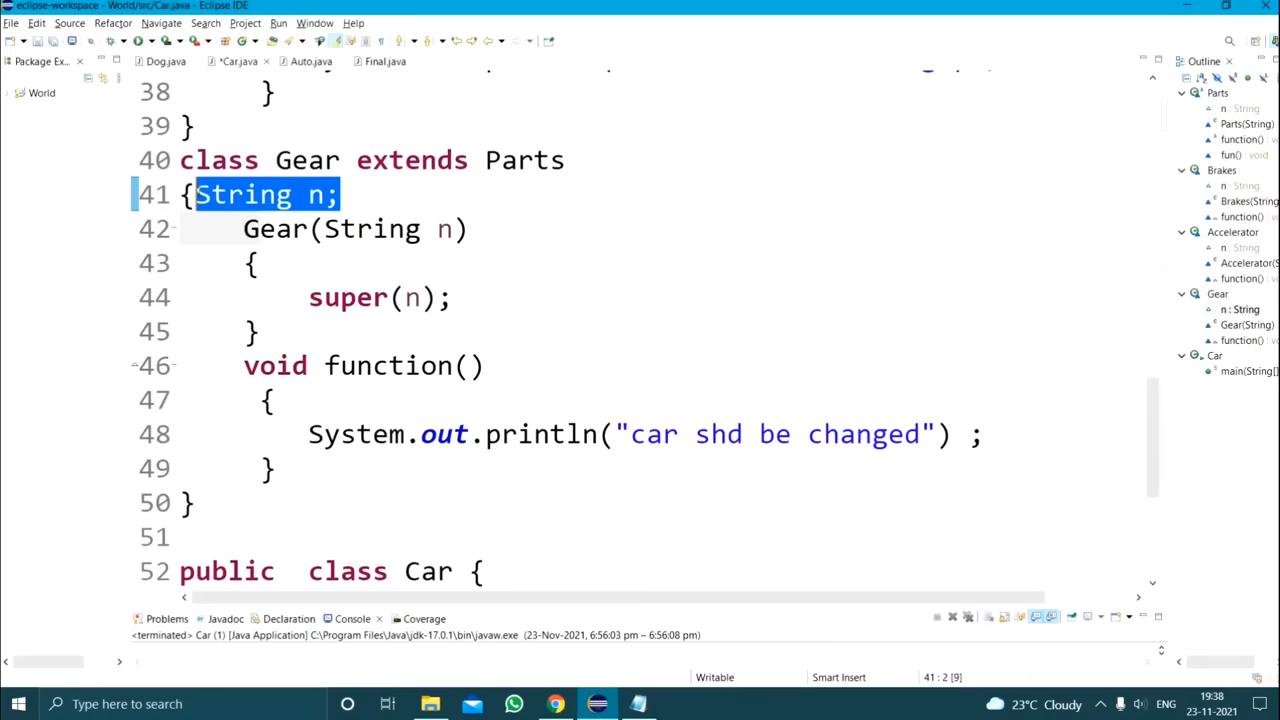 eclipse-workspace - World/src/Car.java - Eclipse IDE
File Edit Source Refactor Navigate Search Project Run Window Help
Package Ex... Dog.java *Car.java Auto.java Final.java Outline
World
38 }
39 }
40 class Gear extends Parts
41 {String n;
42 Gear(String n)
43 {
44 super(n);
45 }
46 void function()
47 {
48 System.out.println("car shd be changed") ;
49 }
50 }
51
52 public class Car {
Parts
n : String
Parts(String)
function() : void
fun() : void
Brakes
n : String
Brakes(String
function() :
Accelerator
n : String
Accelerator(S
function() :
Gear
n : String
Gear(String)
function() :
Car
main(String[]
Problems Javadoc Declaration Console Coverage
<terminated> Car (1) [Java Application] C:\Program Files\Java\jdk-17.0.1\bin\javaw.exe (23-Nov-2021, 6:56:03 pm – 6:56:08 pm)
Writable Smart Insert 41 : 2 [9]
Type here to search
23°C Cloudy ENG 19:38
23-11-2021